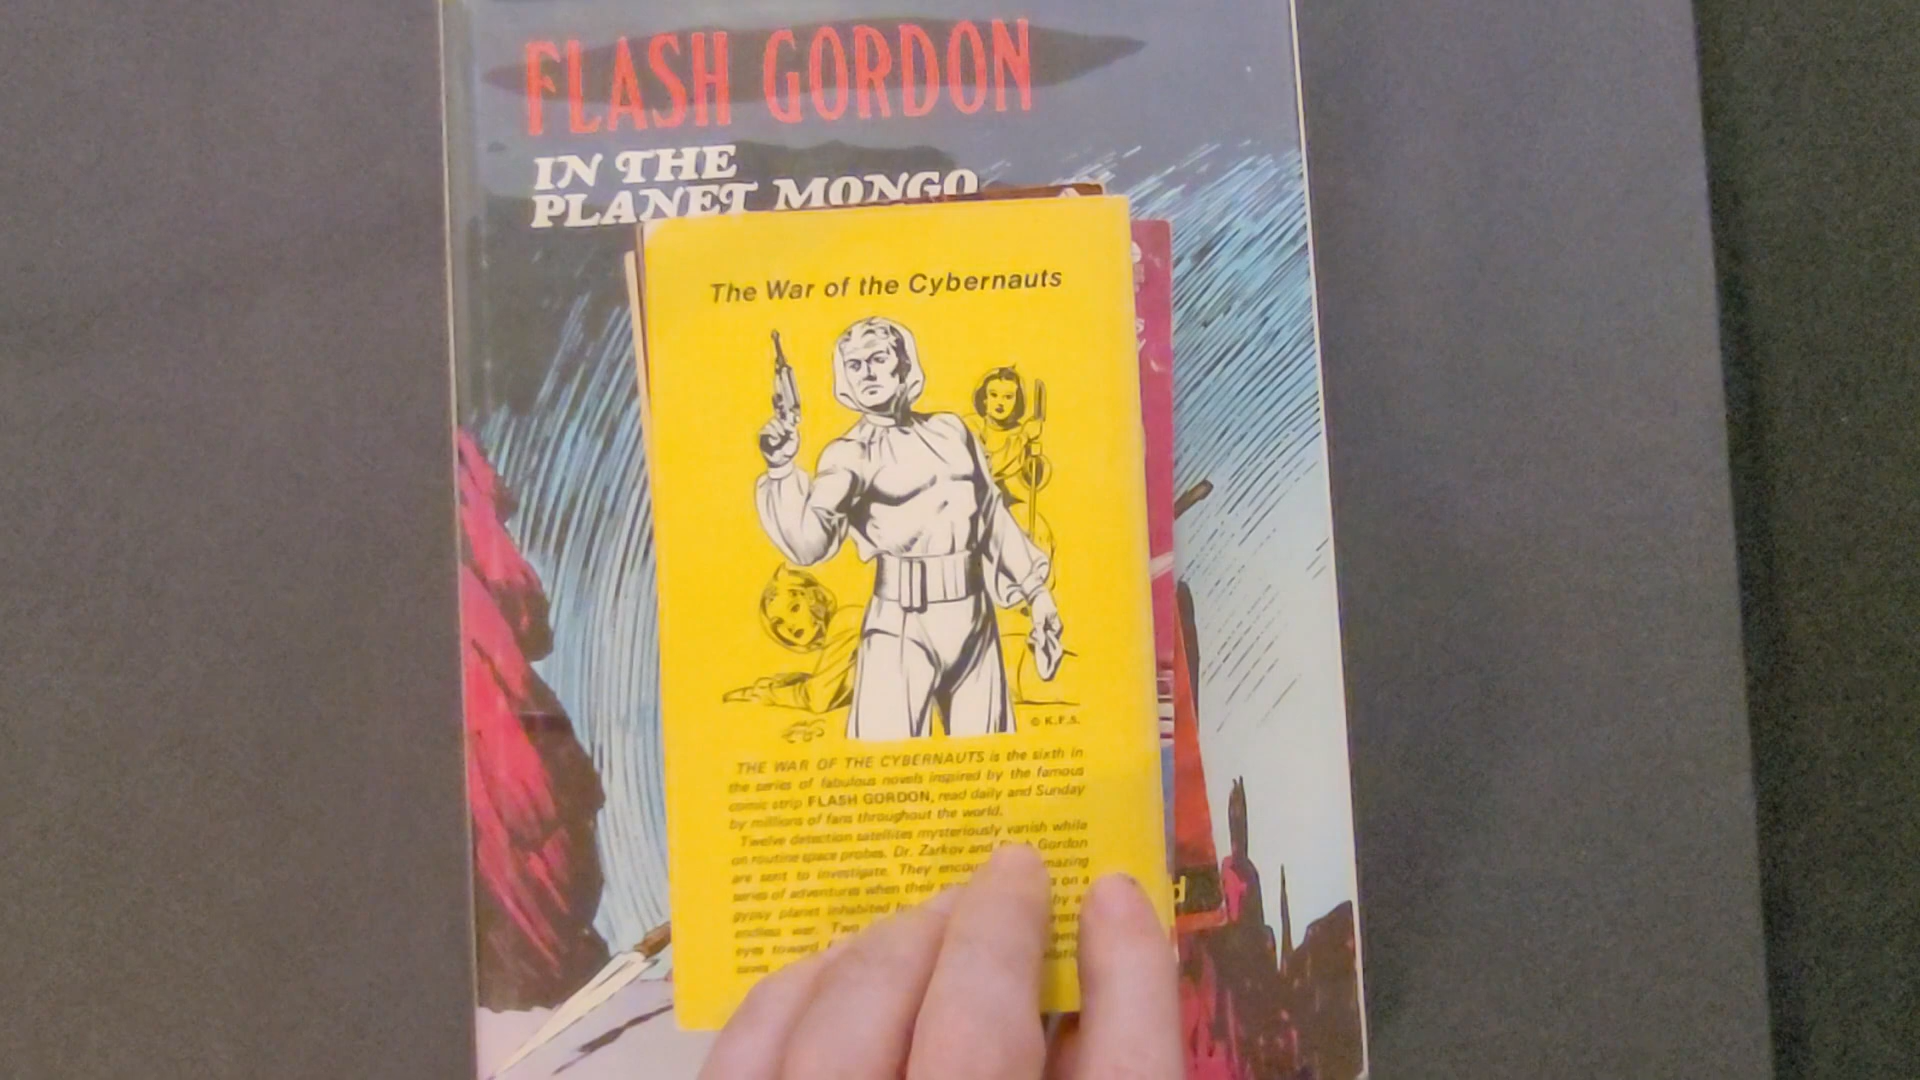 FLASH GORDON
IN THE
PLANET MONGO
The War of the Cybernauts
© K.F.S.
THE WAR OF THE CYBERNAUTS is the sixth in
the series of fabulous novels inspired by the famous
comic strip FLASH GORDON, read daily and Sunday
by millions of fans throughout the world.
Twelve detection satellites mysteriously vanish while
on routine space probes. Dr. Zarkov and Gordon
are sent to investigate. They
series of adventures when their on a
gypsy planet inhabited by a
endless war. Two
eyes toward